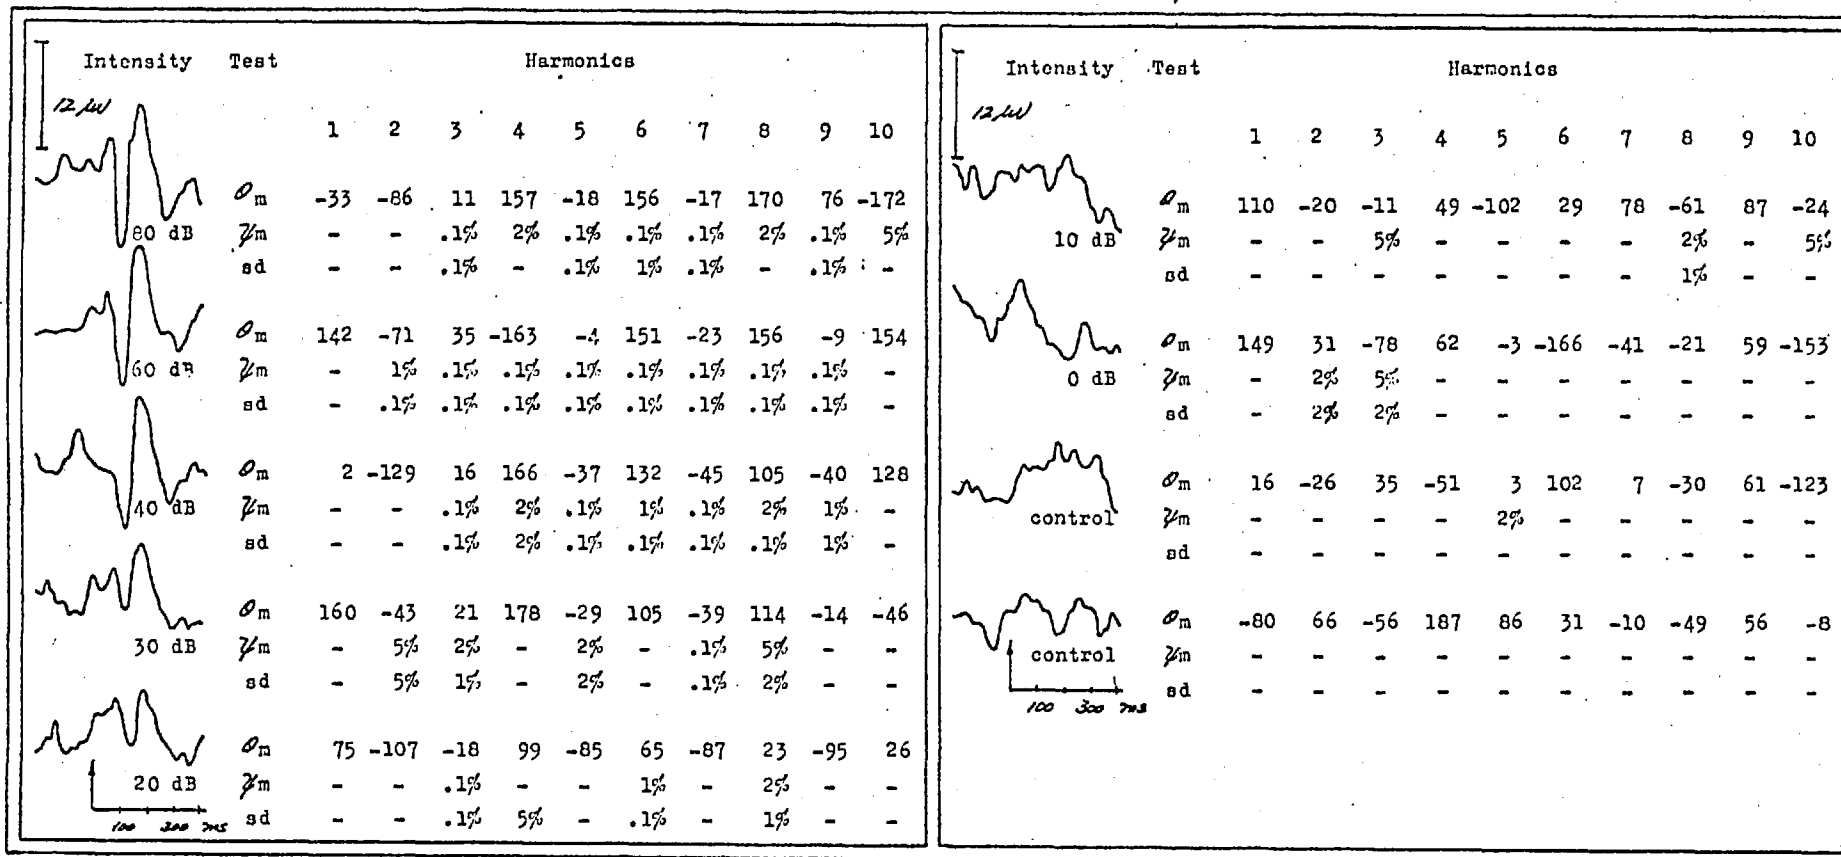 Intensity Test Harmonics
12 μV
1 2 3 4 5 6 7 8 9 10
θm -33 -86 11 157 -18 156 -17 170 76 -172
80 dB γm - - .1% 2% .1% .1% .1% 2% .1% 5%
sd - - .1% - .1% 1% .1% - .1% -
θm 142 -71 35 -163 -4 151 -23 156 -9 154
60 dB γm - 1% .1% .1% .1% .1% .1% .1% .1% -
sd - .1% .1% .1% .1% .1% .1% .1% .1% -
θm 2 -129 16 166 -37 132 -45 105 -40 128
40 dB γm - - .1% 2% .1% 1% .1% 2% 1% -
sd - - .1% 2% .1% .1% .1% .1% 1% -
θm 160 -43 21 178 -29 105 -39 114 -14 -46
30 dB γm - 5% 2% - 2% - .1% 5% - -
sd - 5% 1% - 2% - .1% 2% - -
θm 75 -107 -18 99 -85 65 -87 23 -95 26
20 dB γm - - .1% - - 1% - 2% - -
100 300 ms sd - - .1% 5% - .1% - 1% - -
Intensity Test Harmonics
12 μV
1 2 3 4 5 6 7 8 9 10
θm 110 -20 -11 49 -102 29 78 -61 87 -24
10 dB γm - - 5% - - - - 2% - 5%
sd - - - - - - - 1% - -
θm 149 31 -78 62 -3 -166 -41 -21 59 -153
0 dB γm - 2% 5% - - - - - - -
sd - 2% 2% - - - - - - -
θm 16 -26 35 -51 3 102 7 -30 61 -123
control γm - - - - 2% - - - - -
sd - - - - - - - - - -
θm -80 66 -56 187 86 31 -10 -49 56 -8
control γm - - - - - - - - - -
sd - - - - - - - - - -
100 300 ms